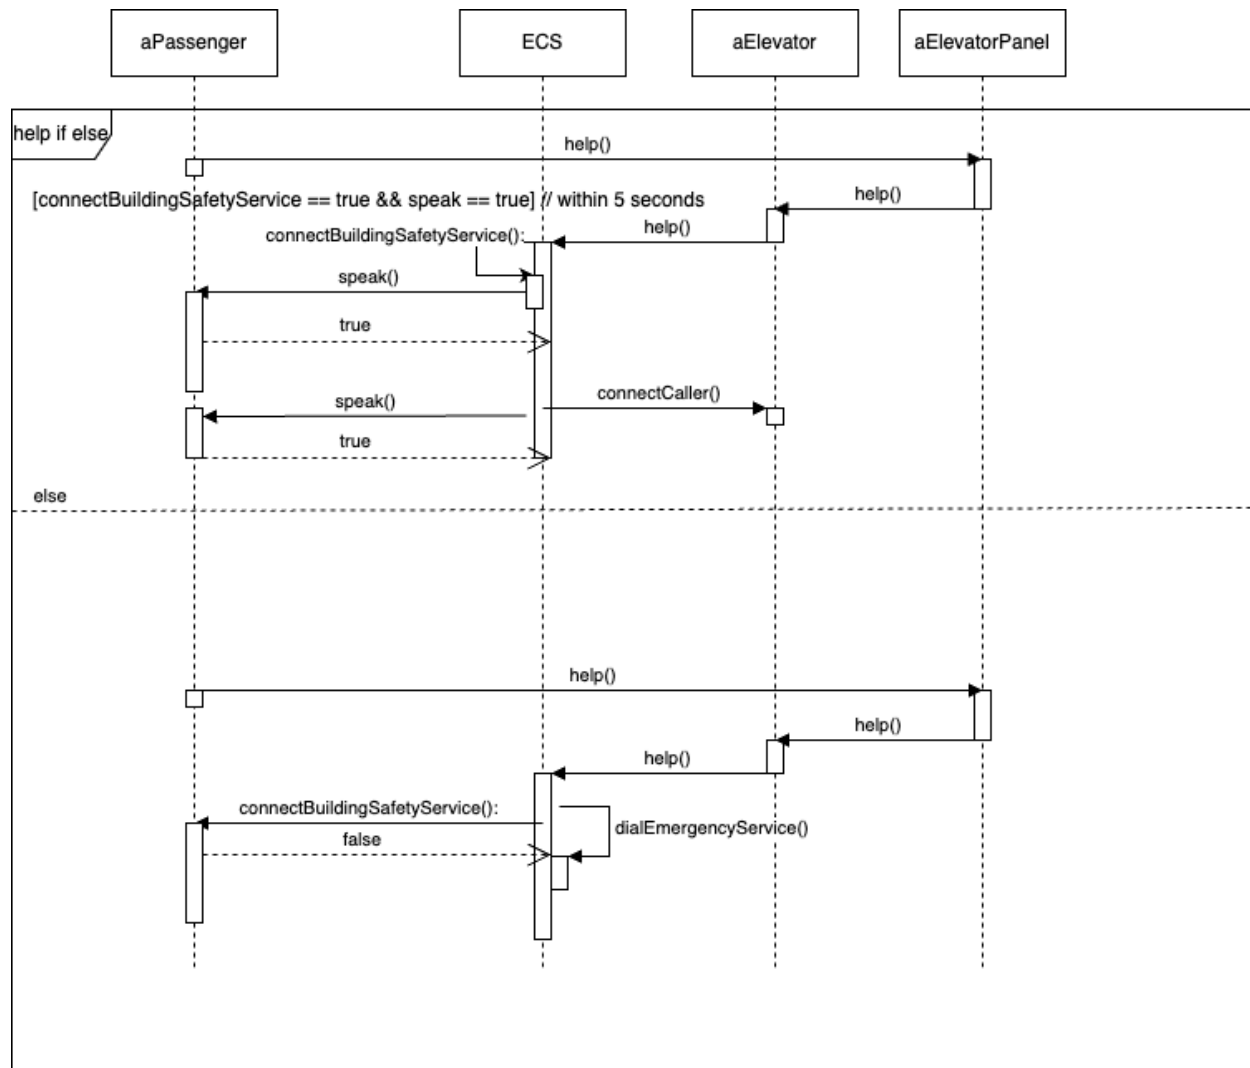 aPassenger
ECS
aElevator
aElevatorPanel
help if else
help()
[connectBuildingSafetyService == true && speak == true] // within 5 seconds
help()
help()
connectBuildingSafetyService():
speak()
true
connectCaller()
speak()
true
else
help()
help()
help()
connectBuildingSafetyService():
dialEmergencyService()
false